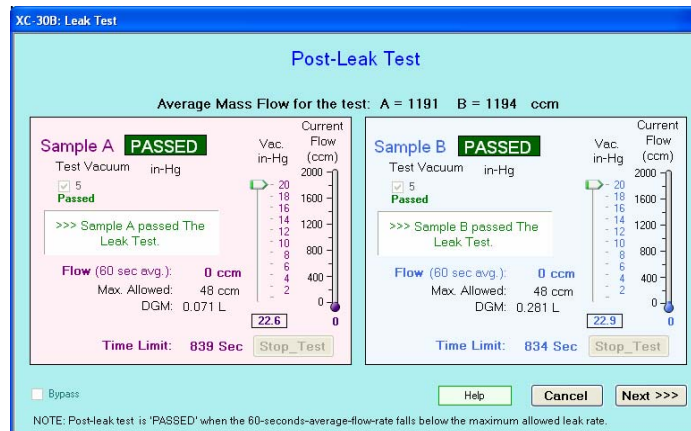 XC-30B: Leak Test
Post-Leak Test
Average Mass Flow for the test: A = 1191 B = 1194 ccm
Sample A PASSED
Test Vacuum in-Hg
5
Passed
>>> Sample A passed The
Leak Test.
Flow (60 sec avg.): 0 ccm
Max. Allowed: 48 ccm
DGM: 0.071 L
Time Limit: 839 Sec
Stop_Test
Vac.
in-Hg
20
18
16
14
12
10
8
6
4
2
22.6
Current
Flow
(ccm)
2000
1600
1200
800
400
0
0
Sample B PASSED
Test Vacuum in-Hg
5
Passed
>>> Sample B passed The
Leak Test.
Flow (60 sec avg.): 0 ccm
Max. Allowed: 48 ccm
DGM: 0.281 L
Time Limit: 834 Sec
Stop_Test
Vac.
in-Hg
20
18
16
14
12
10
8
6
4
2
22.9
Current
Flow
(ccm)
2000
1600
1200
800
400
0
0
Bypass
Help
Cancel
Next >>>
NOTE: Post-leak test is 'PASSED' when the 60-seconds-average-flow-rate falls below the maximum allowed leak rate.